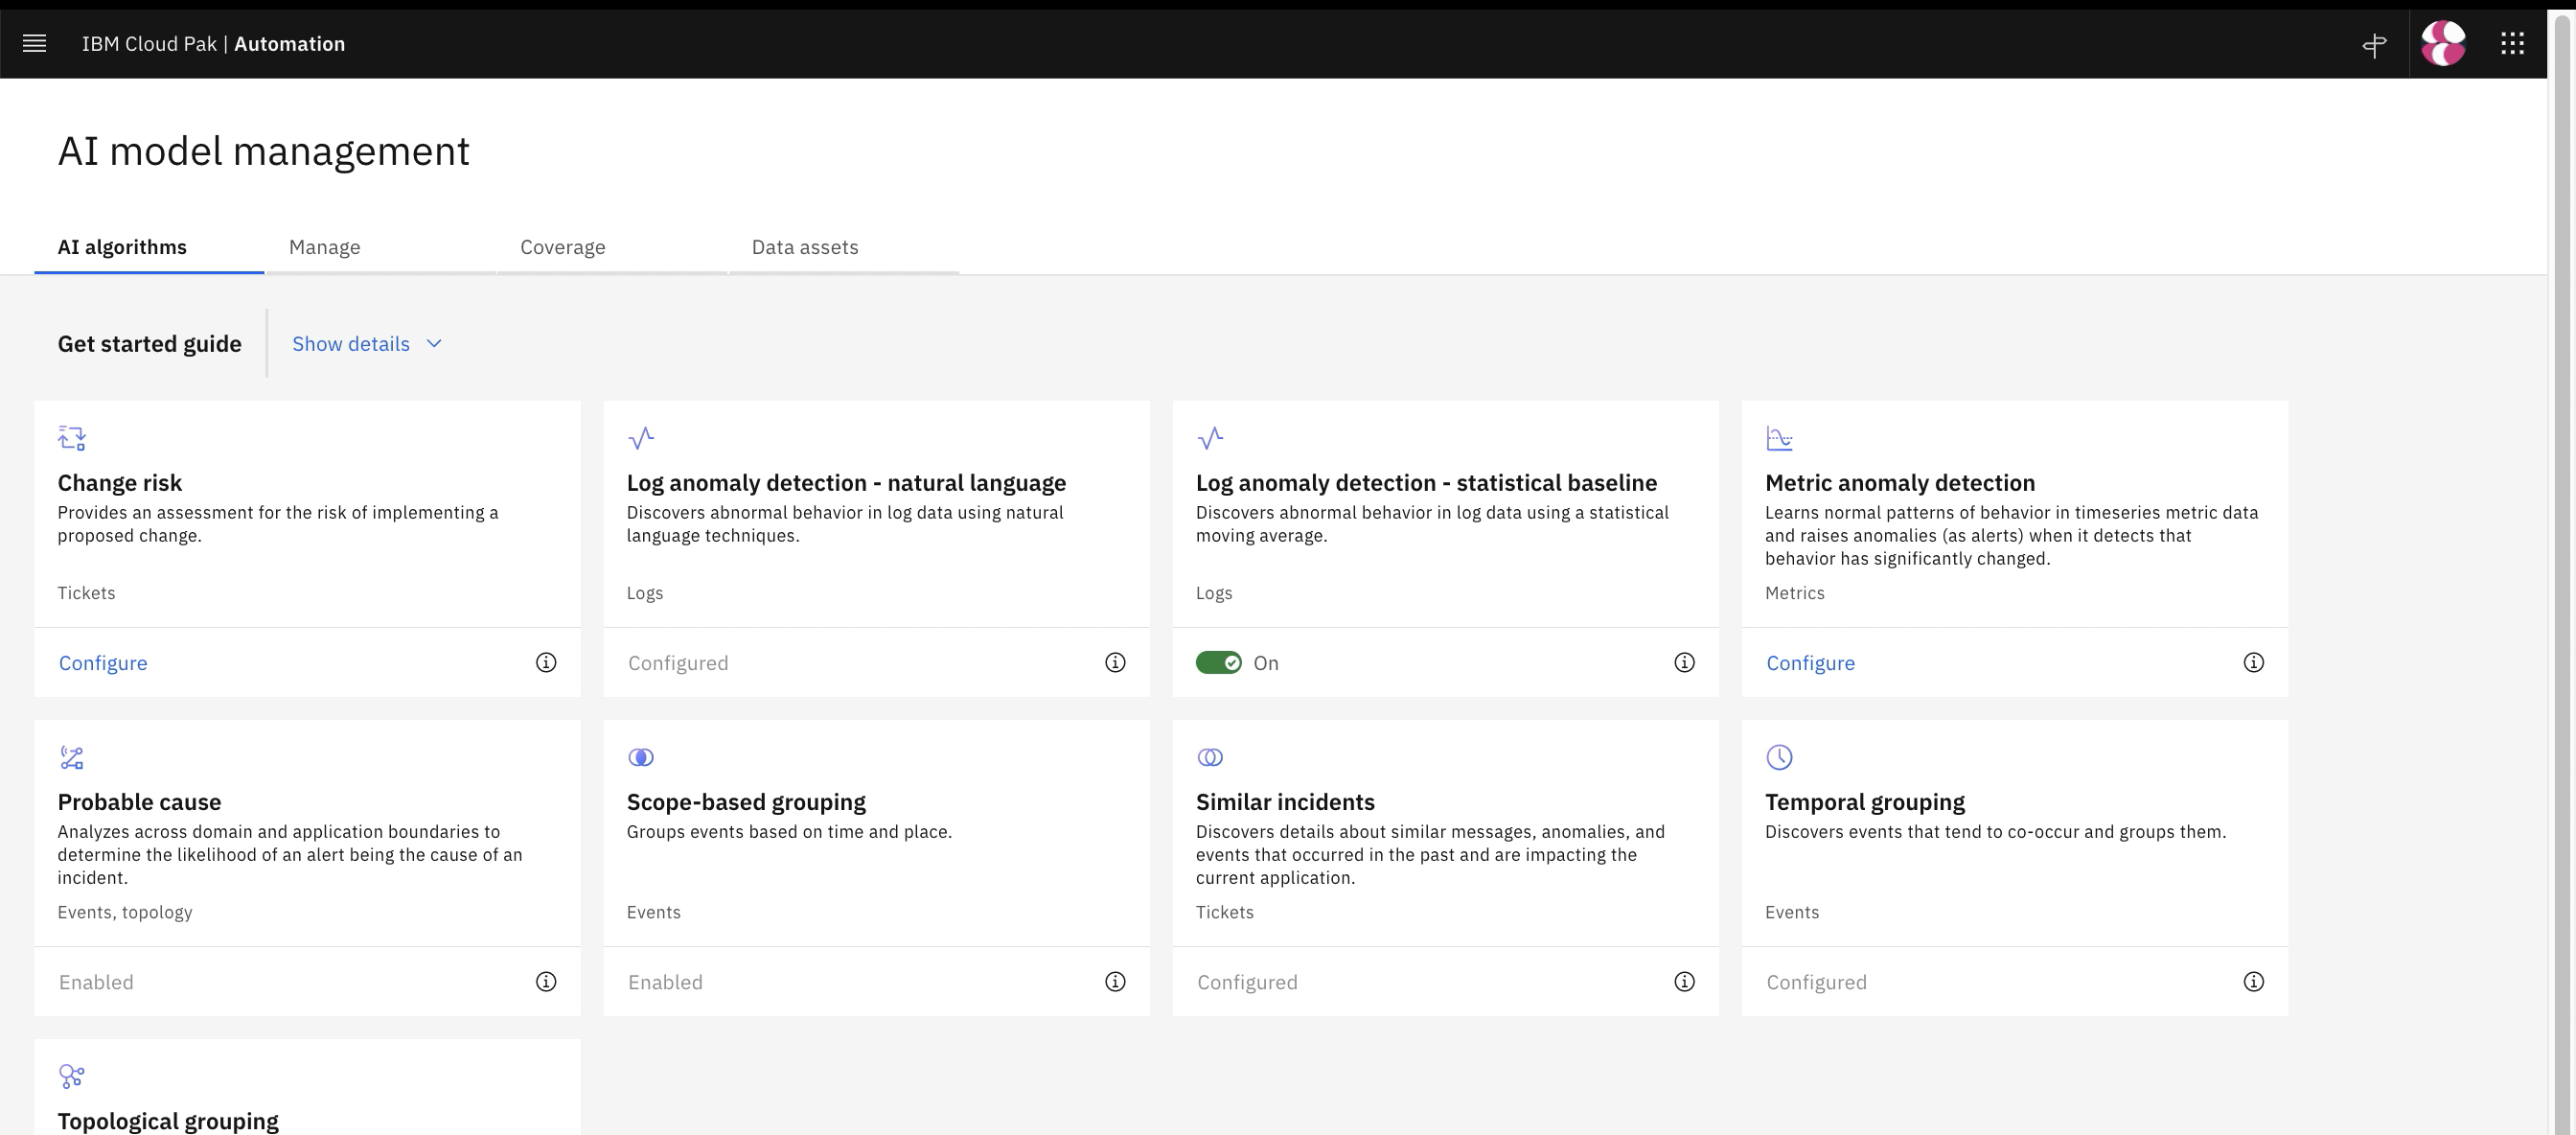 IBM Cloud Pak | Automation
AI model management
AI algorithms
Manage
Coverage
Data assets
Get started guide
Show details
Change risk
Provides an assessment for the risk of implementing a
proposed change.
Tickets
Configure
Log anomaly detection - natural language
Discovers abnormal behavior in log data using natural
language techniques.
Logs
Configured
Log anomaly detection - statistical baseline
Discovers abnormal behavior in log data using a statistical
moving average.
Logs
On
Metric anomaly detection
Learns normal patterns of behavior in timeseries metric data
and raises anomalies (as alerts) when it detects that
behavior has significantly changed.
Metrics
Configure
Probable cause
Analyzes across domain and application boundaries to
determine the likelihood of an alert being the cause of an
incident.
Events, topology
Enabled
Scope-based grouping
Groups events based on time and place.
Events
Enabled
Similar incidents
Discovers details about similar messages, anomalies, and
events that occurred in the past and are impacting the
current application.
Tickets
Configured
Temporal grouping
Discovers events that tend to co-occur and groups them.
Events
Configured
Topological grouping